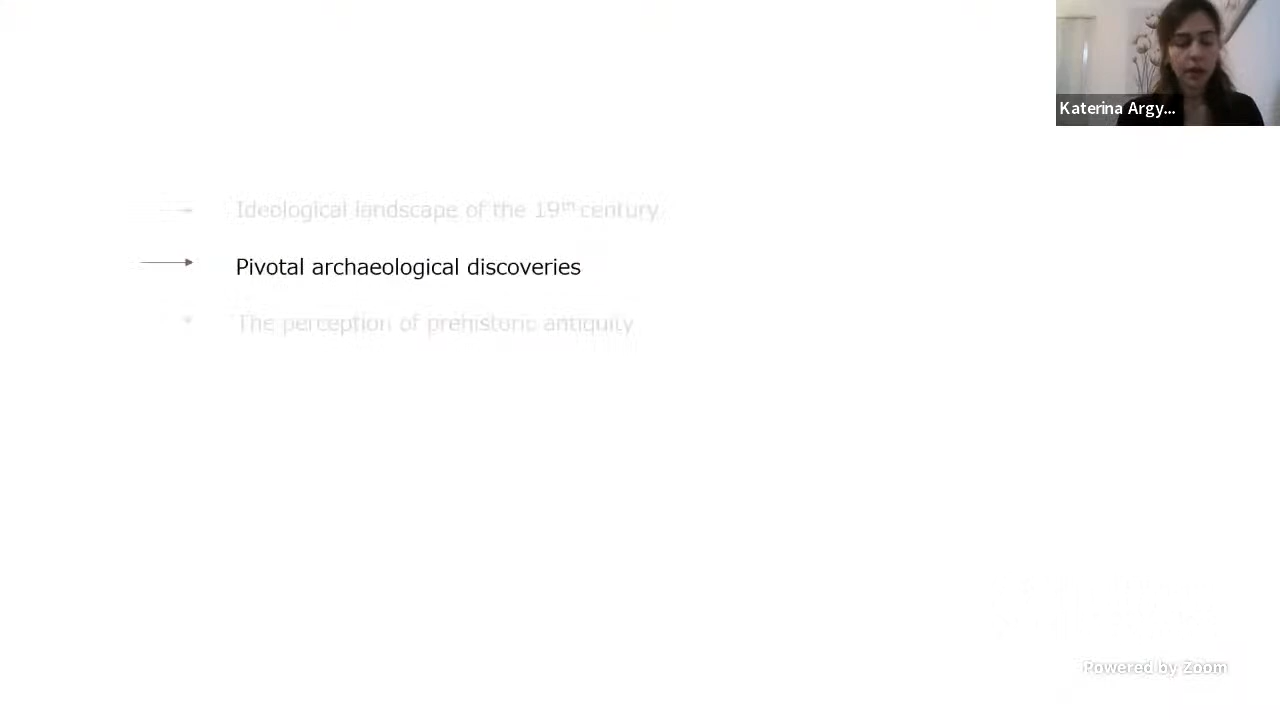 Katerina Argy...
Ideological landscape of the 19th century
Pivotal archaeological discoveries
The perception of prehistoric antiquity
Powered by Zoom